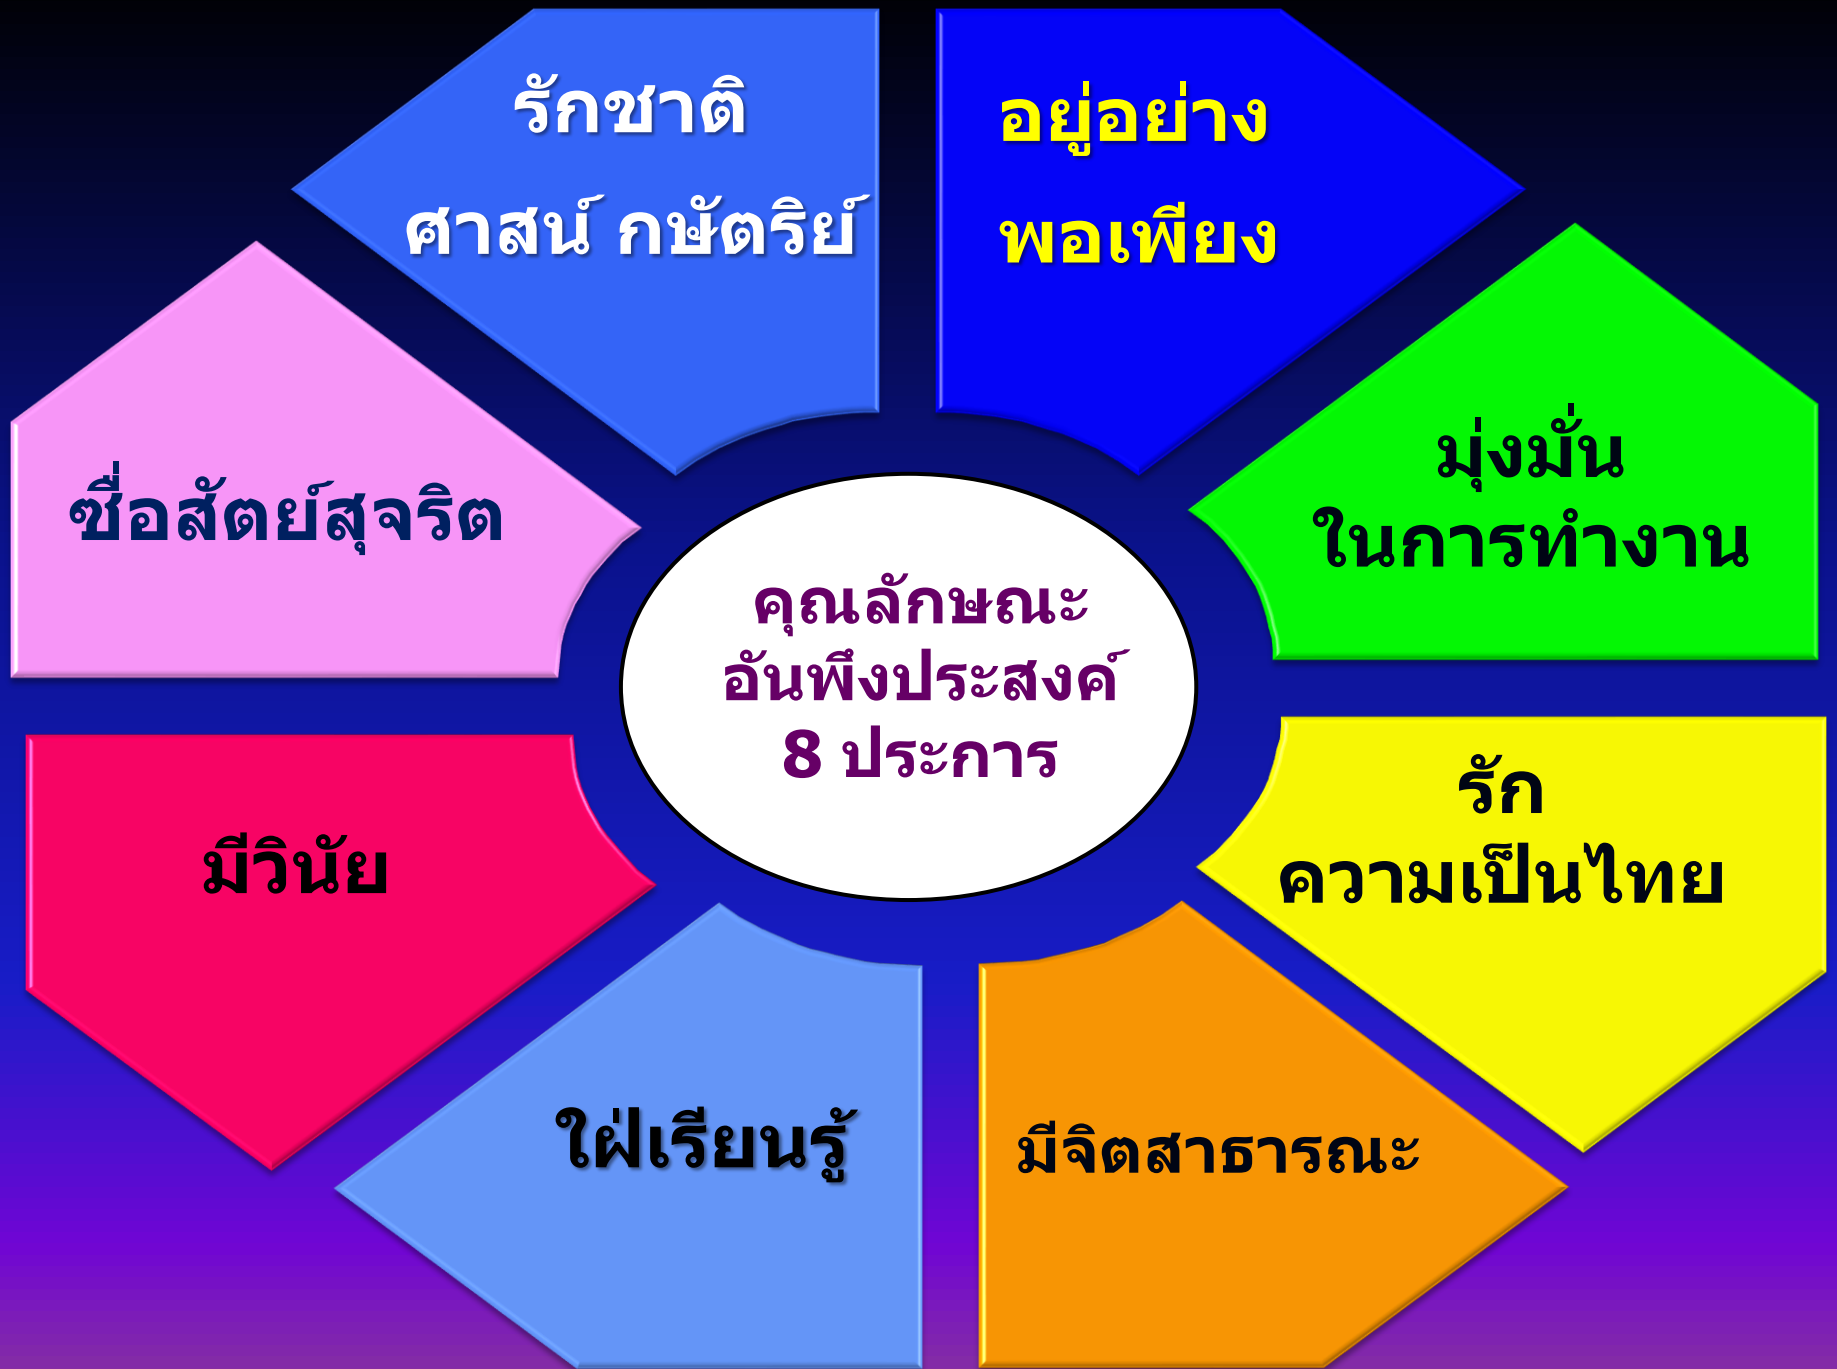 รักชาติ
ศาสน์ กษัตริย์
อยู่อย่าง
พอเพียง
ซื่อสัตย์สุจริต
มุ่งมั่น
ในการทำงาน
คุณลักษณะ
อันพึงประสงค์
8 ประการ
มีวินัย
รัก
ความเป็นไทย
ใฝ่เรียนรู้
มีจิตสาธารณะ